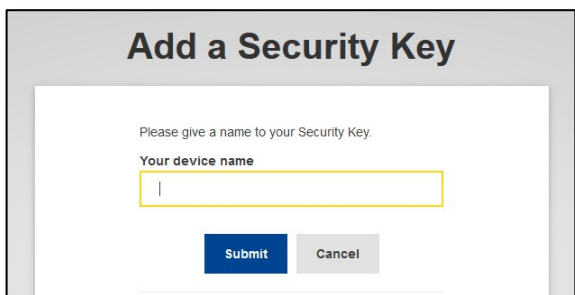 Add a Security Key
Please give a name to your Security Key.
Your device name
Submit Cancel